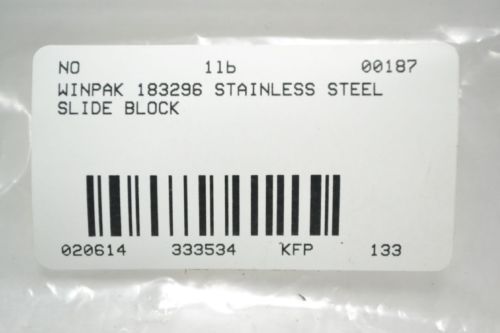 NO 1lb 00187
WINPAK 183296 STAINLESS STEEL
SLIDE BLOCK
020614 333534 KFP 133